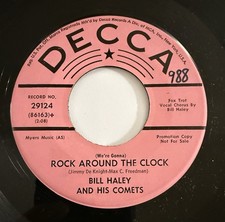 DECCA
988
RECORD NO.
29124
(86163)+
(2:08)
Fox Trot
Vocal Chorus By
Bill Haley
Myers Music (AS)
Promotional Copy
Not For Sale
(We're Gonna)
ROCK AROUND THE CLOCK
(Jimmy De Knight-Max C. Freedman)
BILL HALEY
AND HIS COMETS